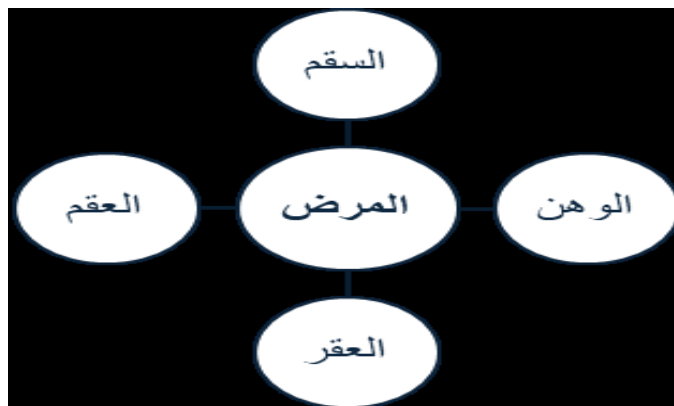 السقم
الوهن
المرض
العقم
العقر